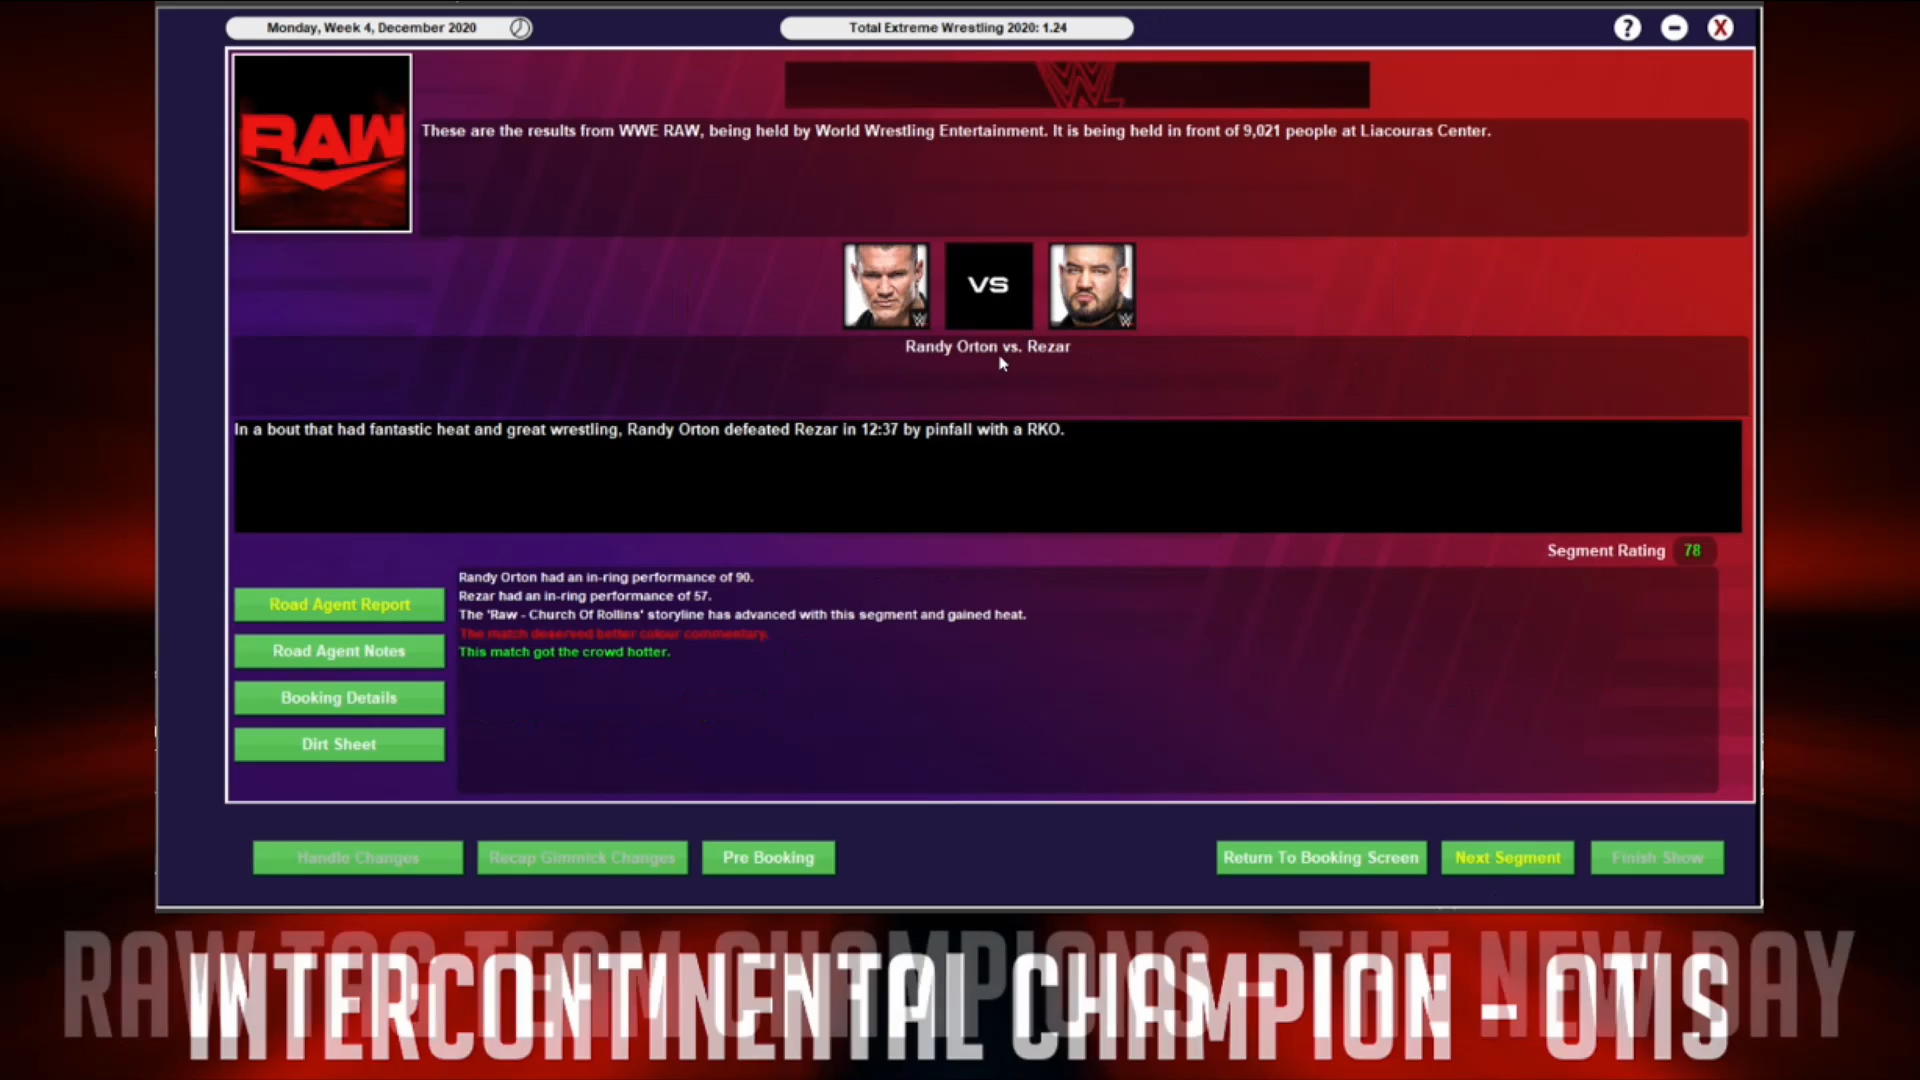 Monday, Week 4, December 2020
Total Extreme Wrestling 2020: 1.24
?
X
RAW
These are the results from WWE RAW, being held by World Wrestling Entertainment. It is being held in front of 9,021 people at Liacouras Center.
VS
Randy Orton vs. Rezar
In a bout that had fantastic heat and great wrestling, Randy Orton defeated Rezar in 12:37 by pinfall with a RKO.
Segment Rating 78
Road Agent Report
Road Agent Notes
Booking Details
Dirt Sheet
Randy Orton had an in-ring performance of 90.
Rezar had an in-ring performance of 57.
The 'Raw - Church Of Rollins' storyline has advanced with this segment and gained heat.
The match deserved better colour commentary.
This match got the crowd hotter.
Handle Changes
Recap Gimmick Changes
Pre Booking
Return To Booking Screen
Next Segment
Finish Show
RAW TAG TEAM CHAMPIONS - THE NEW DAY
INTERCONTINENTAL CHAMPION - OTIS